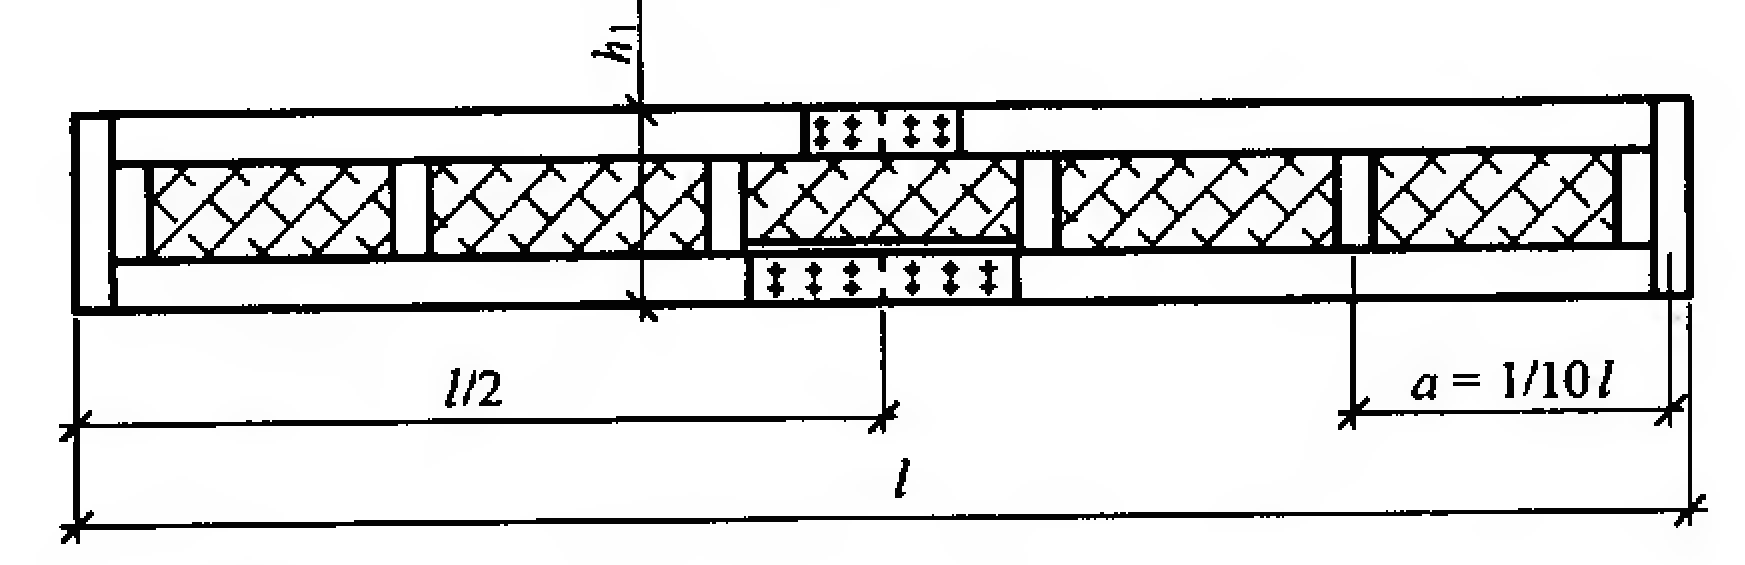 h₁
l/2
a = 1/10 l
l